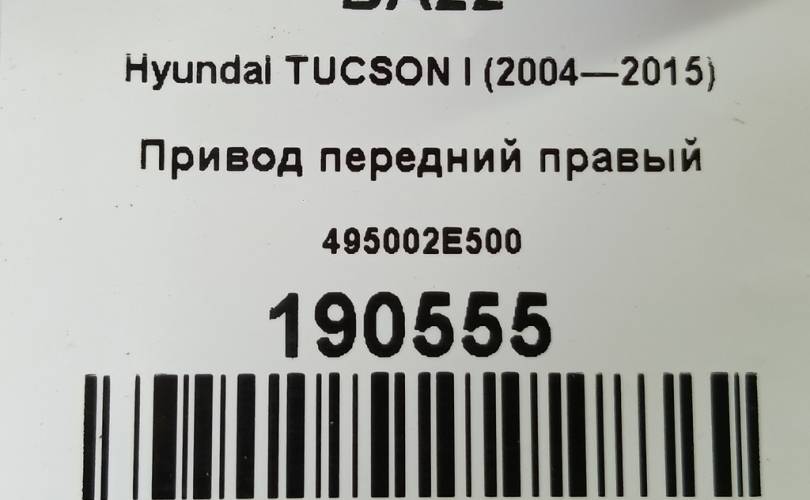 Hyundai TUCSON I (2004—2015)
Привод передний правый
495002E500
190555